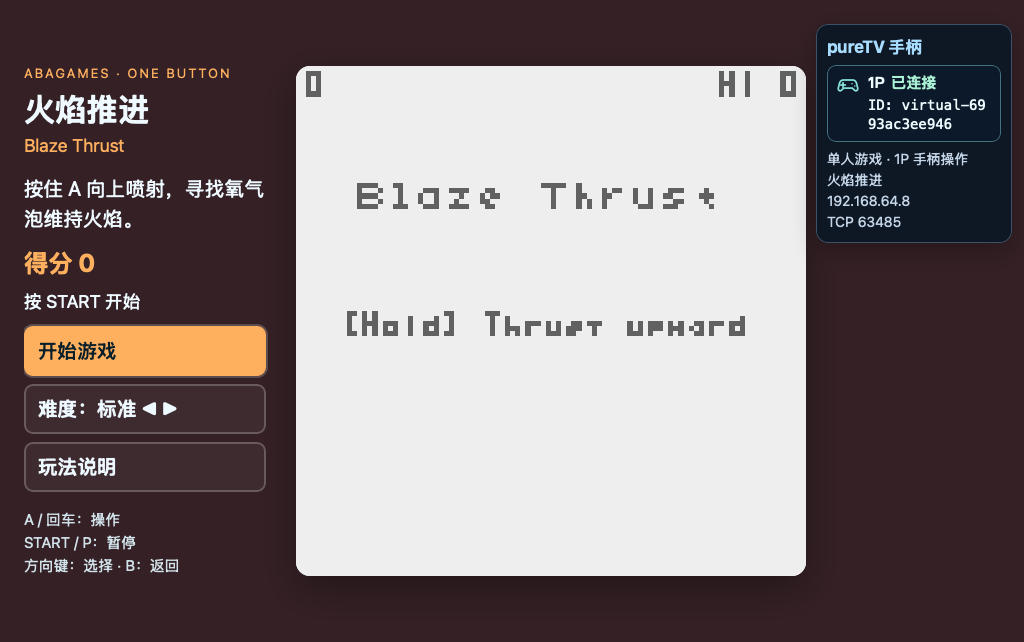 ABAGAMES · ONE BUTTON
火焰推进
Blaze Thrust
按住 A 向上喷射，寻找氧气
泡维持火焰。
得分 0
按 START 开始
开始游戏
难度：标准 ◀ ▶
玩法说明
A / 回车：操作
START / P：暂停
方向键：选择 · B：返回
0
HI 0
Blaze Thrust
[Hold] Thrust upward
pureTV 手柄
1P 已连接
ID: virtual-69
93ac3ee946
单人游戏 · 1P 手柄操作
火焰推进
192.168.64.8
TCP 63485